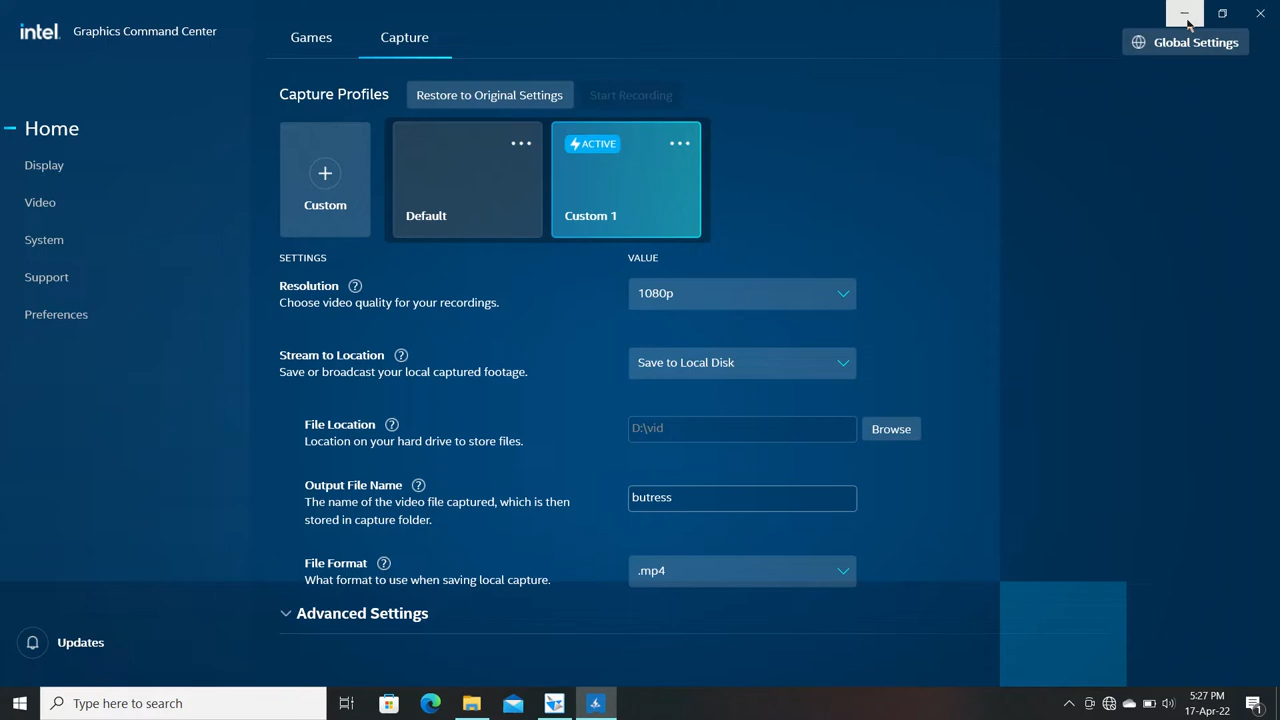 intel.
Graphics Command Center
Games
Capture
Global Settings
Home
Display
Video
System
Support
Preferences
Capture Profiles
Restore to Original Settings
Start Recording
+
Custom
...
Default
ACTIVE
...
Custom 1
SETTINGS
VALUE
Resolution ?
Choose video quality for your recordings.
1080p
Stream to Location ?
Save or broadcast your local captured footage.
Save to Local Disk
File Location ?
Location on your hard drive to store files.
D:\vid
Browse
Output File Name ?
The name of the video file captured, which is then
stored in capture folder.
butress
File Format ?
What format to use when saving local capture.
.mp4
Advanced Settings
Updates
Type here to search
5:27 PM
17-Apr-22
1